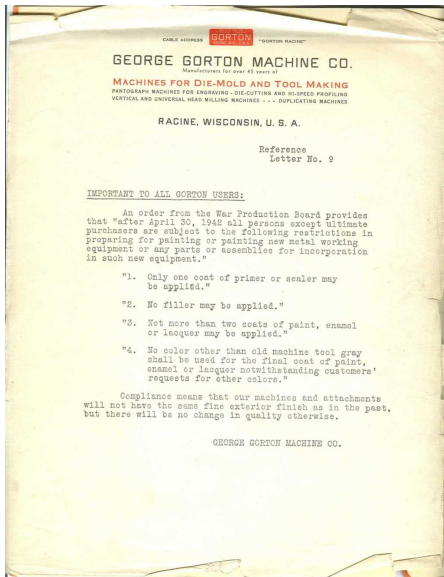 CABLE ADDRESS GORTON "GORTON RACINE"
GEORGE GORTON MACHINE CO.
Manufacturers for over 45 years of
MACHINES FOR DIE-MOLD AND TOOL MAKING
PANTOGRAPH MACHINES FOR ENGRAVING - DIE-CUTTING AND HI-SPEED PROFILING
VERTICAL AND UNIVERSAL HEAD MILLING MACHINES - - - DUPLICATING MACHINES
RACINE, WISCONSIN, U. S. A.
Reference
Letter No. 9
IMPORTANT TO ALL GORTON USERS:
An order from the War Production Board provides
that "after April 30, 1942 all persons except ultimate
purchasers are subject to the following restrictions in
preparing for painting or painting new metal working
equipment or any parts or assemblies for incorporation
in such new equipment."
"1. Only one coat of primer or sealer may
be applied."
"2. No filler may be applied."
"3. Not more than two coats of paint, enamel
or lacquer may be applied."
"4. No color other than old machine tool gray
shall be used for the final coat of paint,
enamel or lacquer notwithstanding customers'
requests for other colors."
Compliance means that our machines and attachments
will not have the same fine exterior finish as in the past,
but there will be no change in quality otherwise.
GEORGE GORTON MACHINE CO.